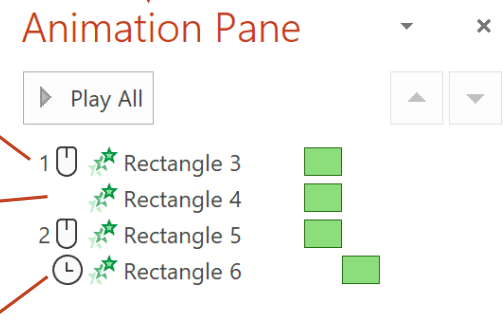 Animation Pane
Play All
1 Rectangle 3
Rectangle 4
2 Rectangle 5
Rectangle 6